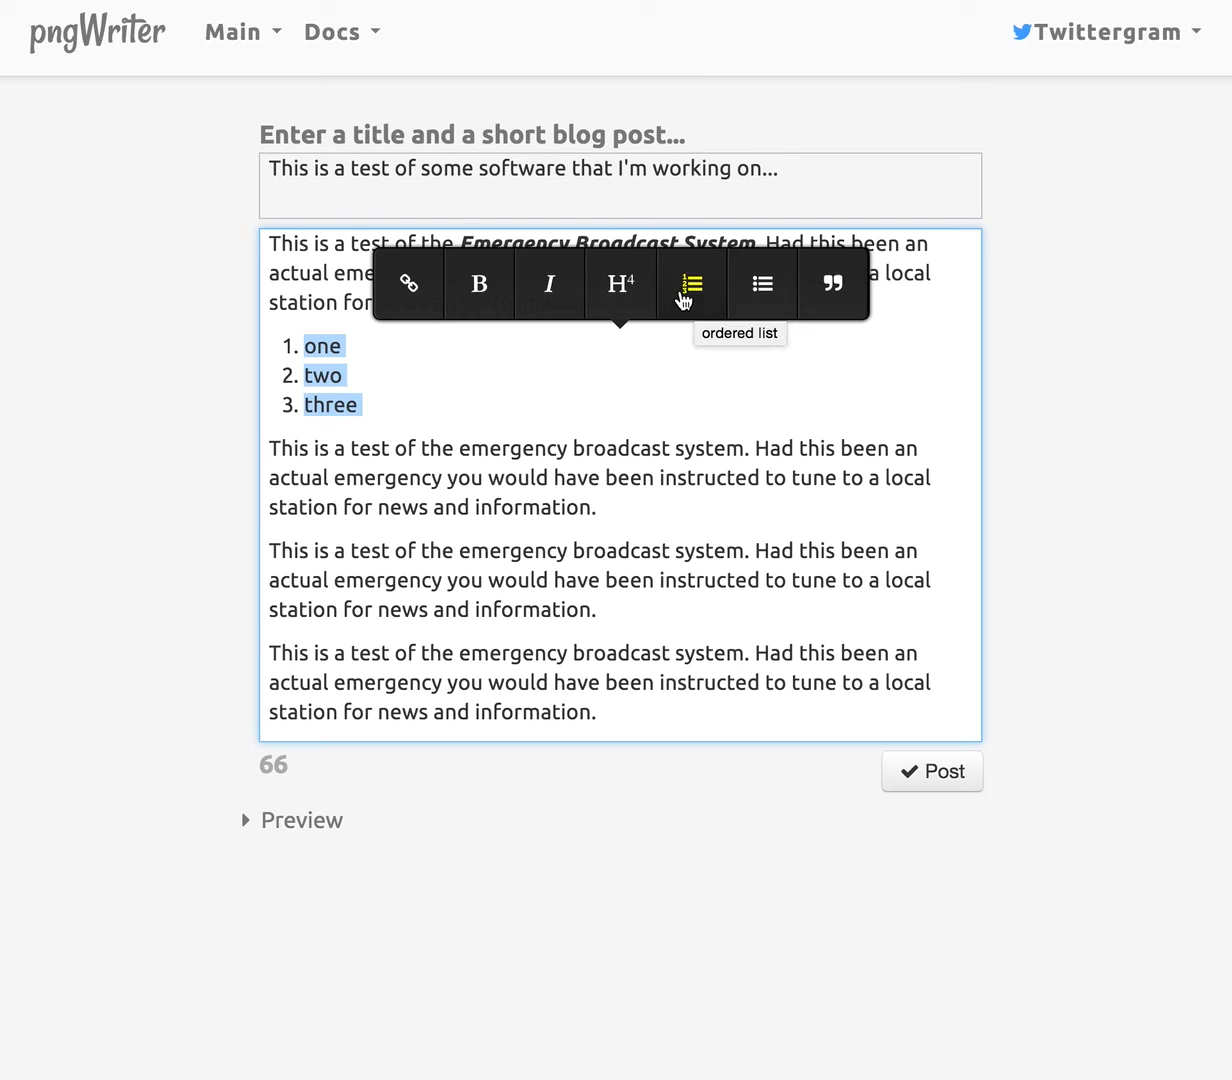 pngWriter Main Docs Twittergram
Enter a title and a short blog post...
This is a test of some software that I'm working on...
This is a test of the Emergency Broadcast System. Had this been an
actual eme a local
station for
B I H4
ordered list
1. one
2. two
3. three
This is a test of the emergency broadcast system. Had this been an
actual emergency you would have been instructed to tune to a local
station for news and information.
This is a test of the emergency broadcast system. Had this been an
actual emergency you would have been instructed to tune to a local
station for news and information.
This is a test of the emergency broadcast system. Had this been an
actual emergency you would have been instructed to tune to a local
station for news and information.
66
Post
Preview